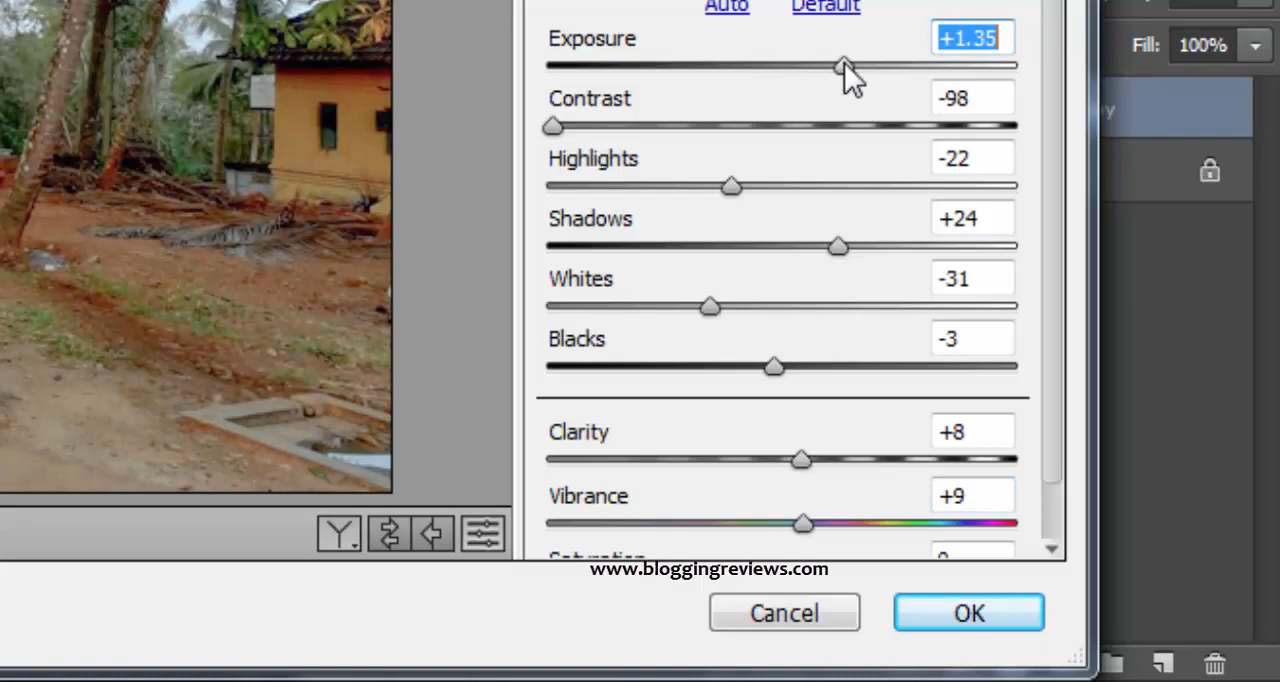 Auto Default
Exposure +1.35
Fill: 100%
Contrast -98
Highlights -22
Shadows +24
Whites -31
Blacks -3
Clarity +8
Vibrance +9
www.bloggingreviews.com
Cancel OK